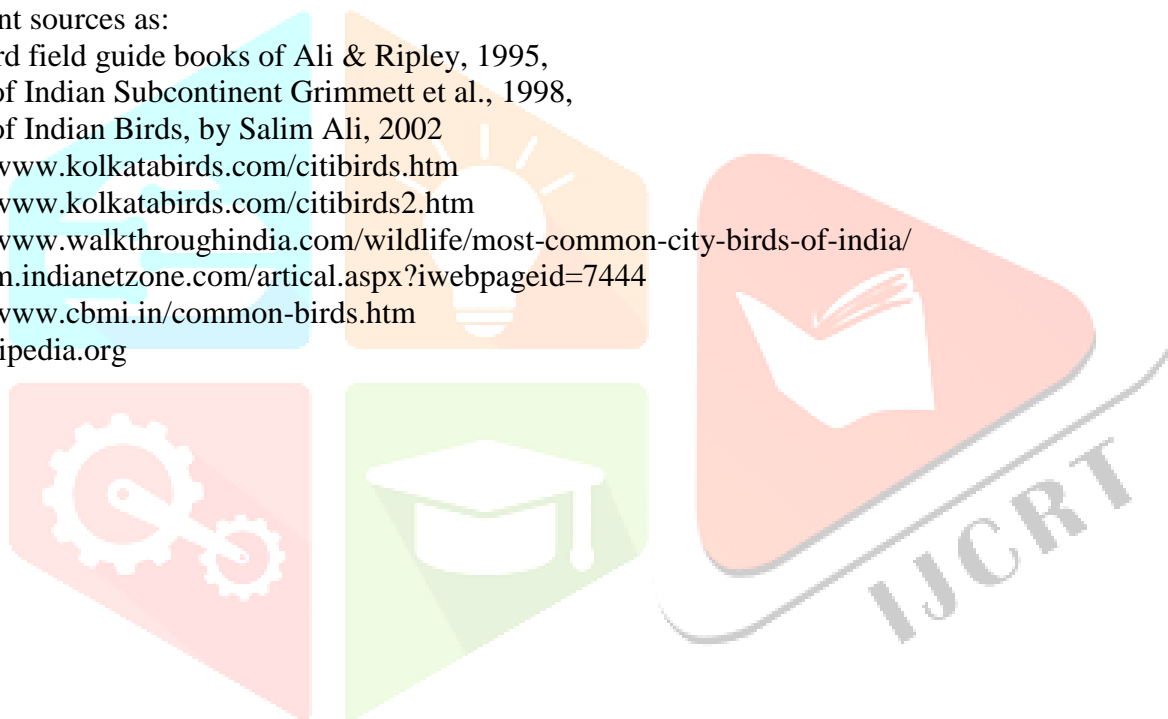 nt sources as:
rd field guide books of Ali & Ripley, 1995,
of Indian Subcontinent Grimmett et al., 1998,
of Indian Birds, by Salim Ali, 2002
www.kolkatabirds.com/citibirds.htm
www.kolkatabirds.com/citibirds2.htm
www.walkthroughindia.com/wildlife/most-common-city-birds-of-india/
m.indianetzone.com/artical.aspx?iwebpageid=7444
www.cbmi.in/common-birds.htm
ipedia.org
IJCRT